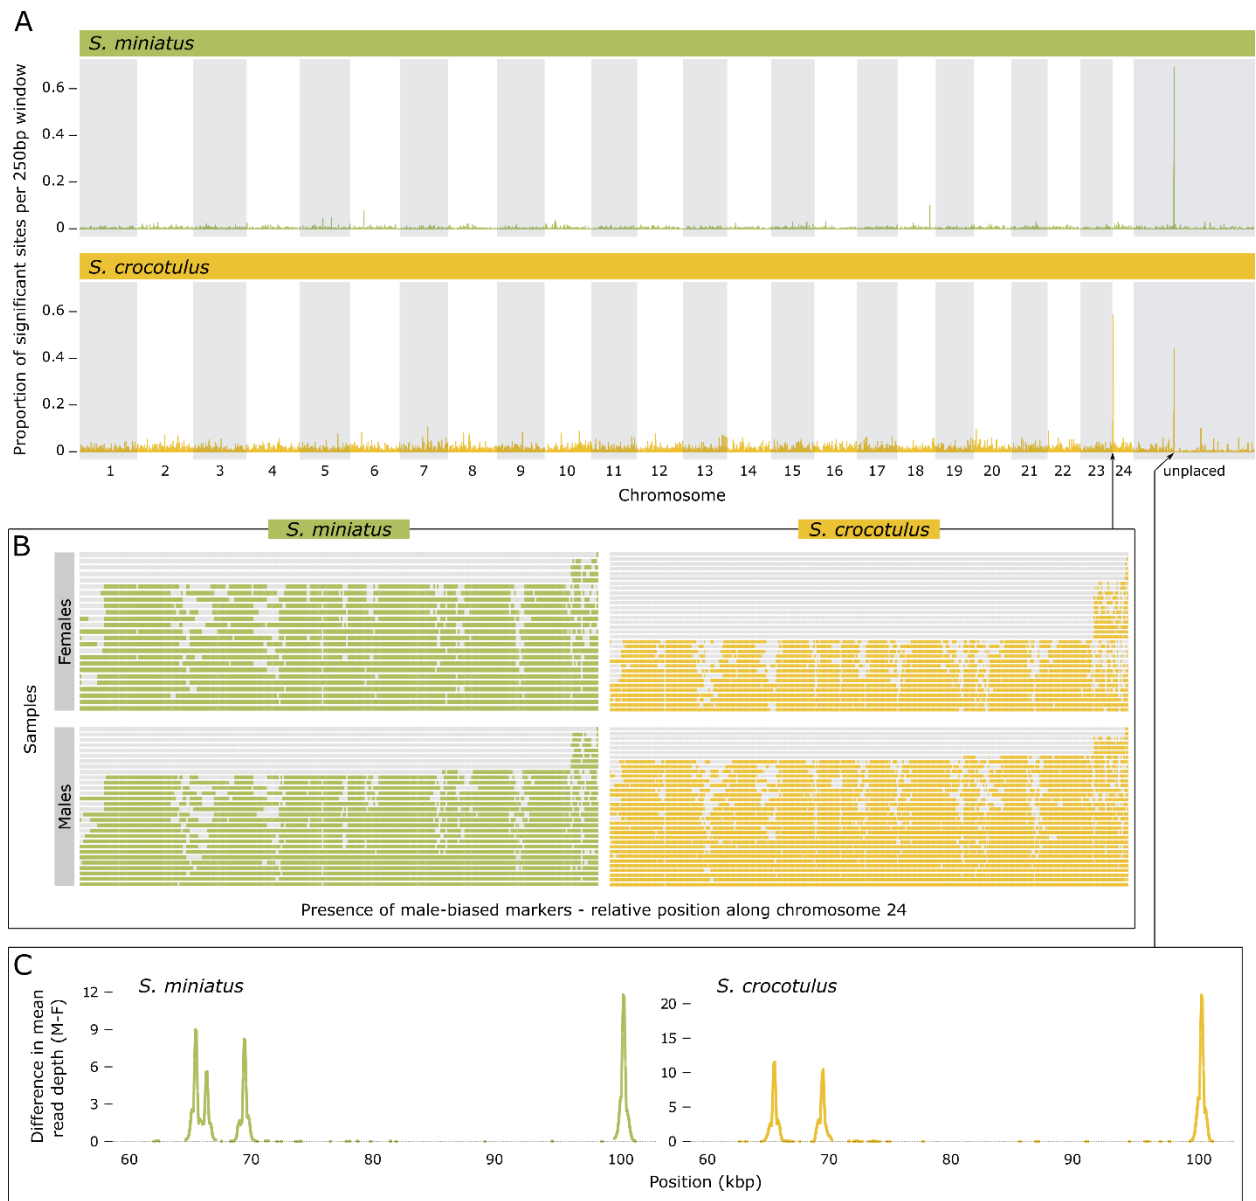 A
S. miniatus
Proportion of significant sites per 250bp window
0.6
0.4
0.2
0
S. crocotulus
0.6
0.4
0.2
0
1 2 3 4 5 6 7 8 9 10 11 12 13 14 15 16 17 18 19 20 21 22 23 24 unplaced
Chromosome
B
S. miniatus
S. crocotulus
Samples
Females
Males
Presence of male-biased markers - relative position along chromosome 24
C
S. miniatus
S. crocotulus
Difference in mean
read depth (M-F)
12
9
6
3
0
20
15
10
5
0
60 70 80 90 100
60 70 80 90 100
Position (kbp)